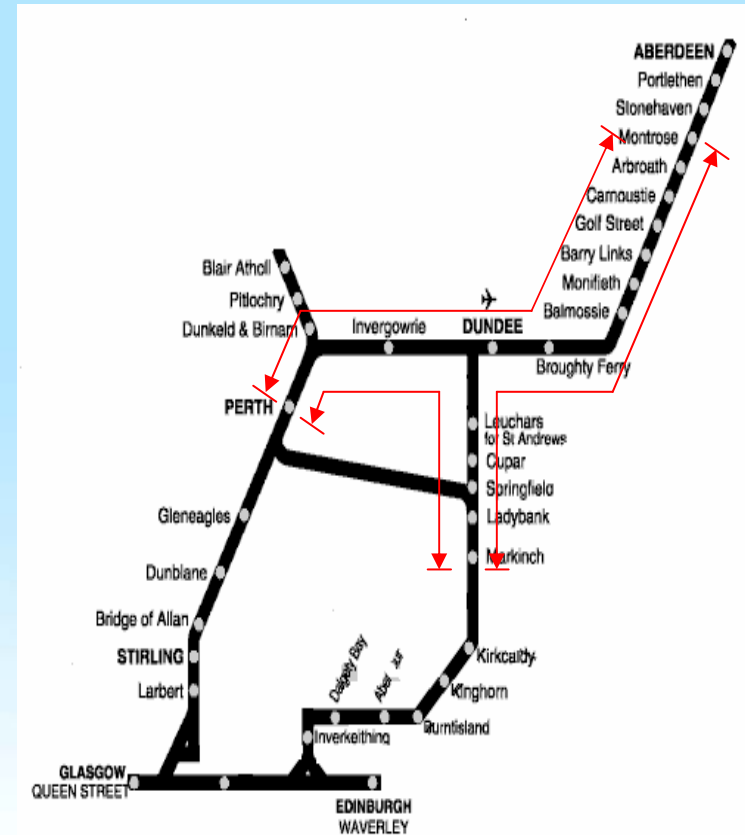 ABERDEEN
Portlethen
Stonehaven
Montrose
Arbroath
Carnoustie
Golf Street
Barry Links
Monifieth
Balmossie
Blair Atholl
Pitlochry
Dunkeld & Birnam
Invergowrie
DUNDEE
Broughty Ferry
PERTH
Leuchars
for St Andrews
Cupar
Springfield
Ladybank
Gleneagles
Markinch
Dunblane
Bridge of Allan
STIRLING
Kirkcaldy
Larbert
Dalgety Bay
Kinghorn
Burntisland
Inverkeithing
GLASGOW
QUEEN STREET
EDINBURGH
WAVERLEY